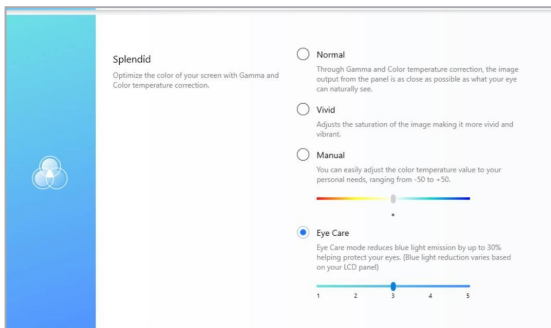 Splendid
Optimize the color of your screen with Gamma and
Color temperature correction.
Normal
Through Gamma and Color temperature correction, the image
output from the panel is as close as possible as what your eye
can naturally see.
Vivid
Adjusts the saturation of the image making it more vivid and
vibrant.
Manual
You can easily adjust the color temperature value to your
personal needs, ranging from -50 to +50.
Eye Care
Eye Care mode reduces blue light emission by up to 30%
helping protect your eyes. (Blue light reduction varies based
on your LCD panel)
1 2 3 4 5